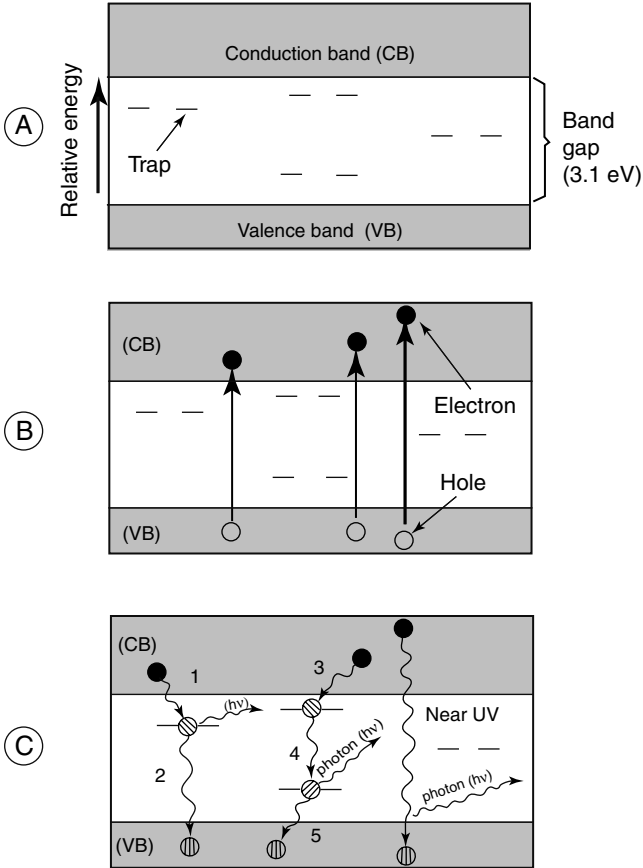 A
Relative energy
Conduction band (CB)
Trap
Band
gap
(3.1 eV)
Valence band (VB)
B
(CB)
Electron
Hole
(VB)
C
(CB)
1
3
(hν)
Near UV
2
4
photon (hν)
photon (hν)
5
(VB)